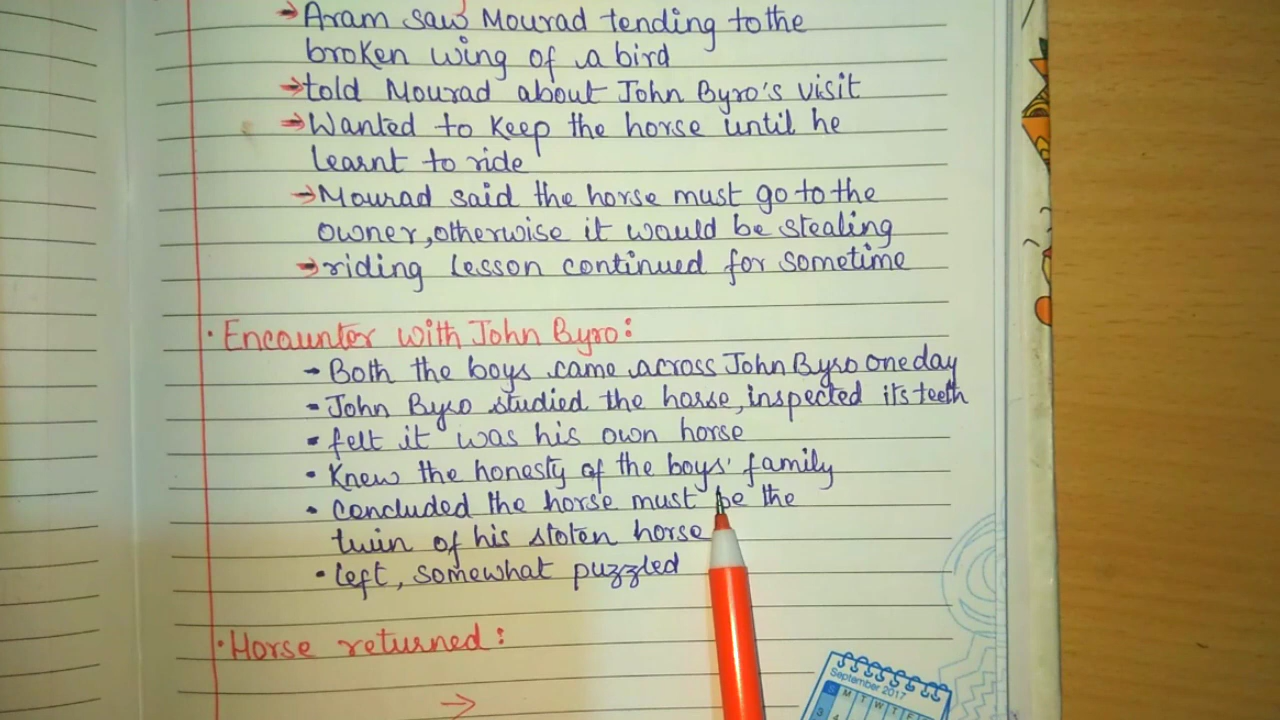 →Aram saw Mourad tending to the
broken wing of a bird
→told Mourad about John Byro's visit
→Wanted to keep the horse until he
learnt to ride
→Mourad said the horse must go to the
owner, otherwise it would be stealing
→riding lesson continued for sometime
• Encounter with John Byro:
- Both the boys came across John Byro one day
- John Byro studied the horse, inspected its teeth
- felt it was his own horse
• Knew the honesty of the boys' family
• concluded the horse must be the
twin of his stolen horse
• left, somewhat puzzled
• Horse returned:
→
September 2017
S M T W T F
3 4